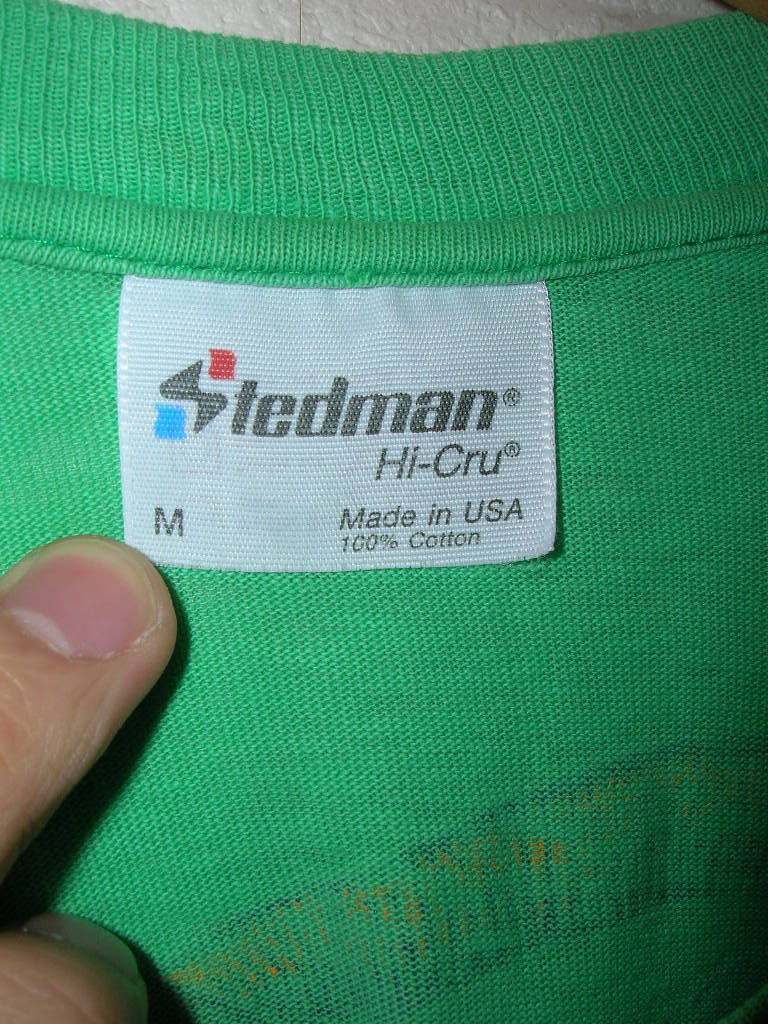 Stedman®
Hi-Cru®
M
Made in USA
100% Cotton